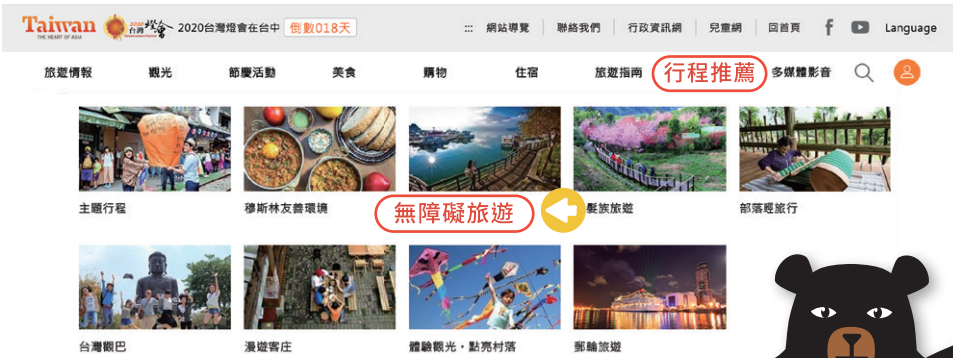 Taiwan
THE HEART OF ASIA
2020
台灣燈會
2020台灣燈會在台中 倒數018天
::: 網站導覽 聯絡我們 行政資訊網 兒童網 回首頁 Language
旅遊情報 觀光 節慶活動 美食 購物 住宿 旅遊指南 行程推薦 多媒體影音
主題行程 穆斯林友善環境 無障礙旅遊 髮族旅遊 部落輕旅行
台灣觀巴 漫遊客庄 體驗觀光・點亮村落 郵輪旅遊